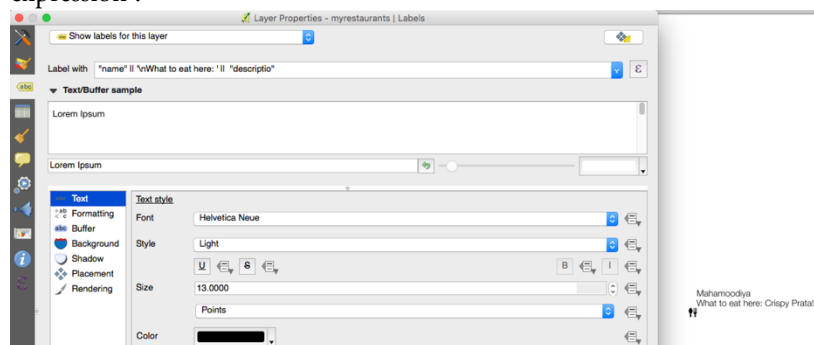 expression .
Layer Properties - myrestaurants | Labels
Show labels for this layer
Label with "name" || '\nWhat to eat here: ' || "descriptio" ε
Text/Buffer sample
Lorem Ipsum
Lorem Ipsum
Text
Formatting
Buffer
Background
Shadow
Placement
Rendering
Text style
Font Helvetica Neue
Style Light
U S B I
Size 13.0000
Points
Color
Mahamoodiya
What to eat here: Crispy Prata!